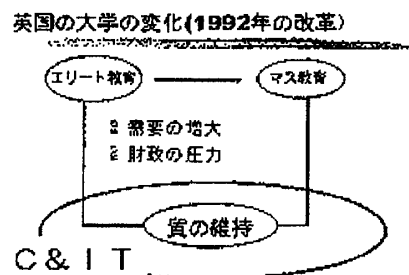 英国の大学の変化(1992年の改革)
エリート教育
マス教育
需要の増大
財政の圧力
質の維持
C&IT